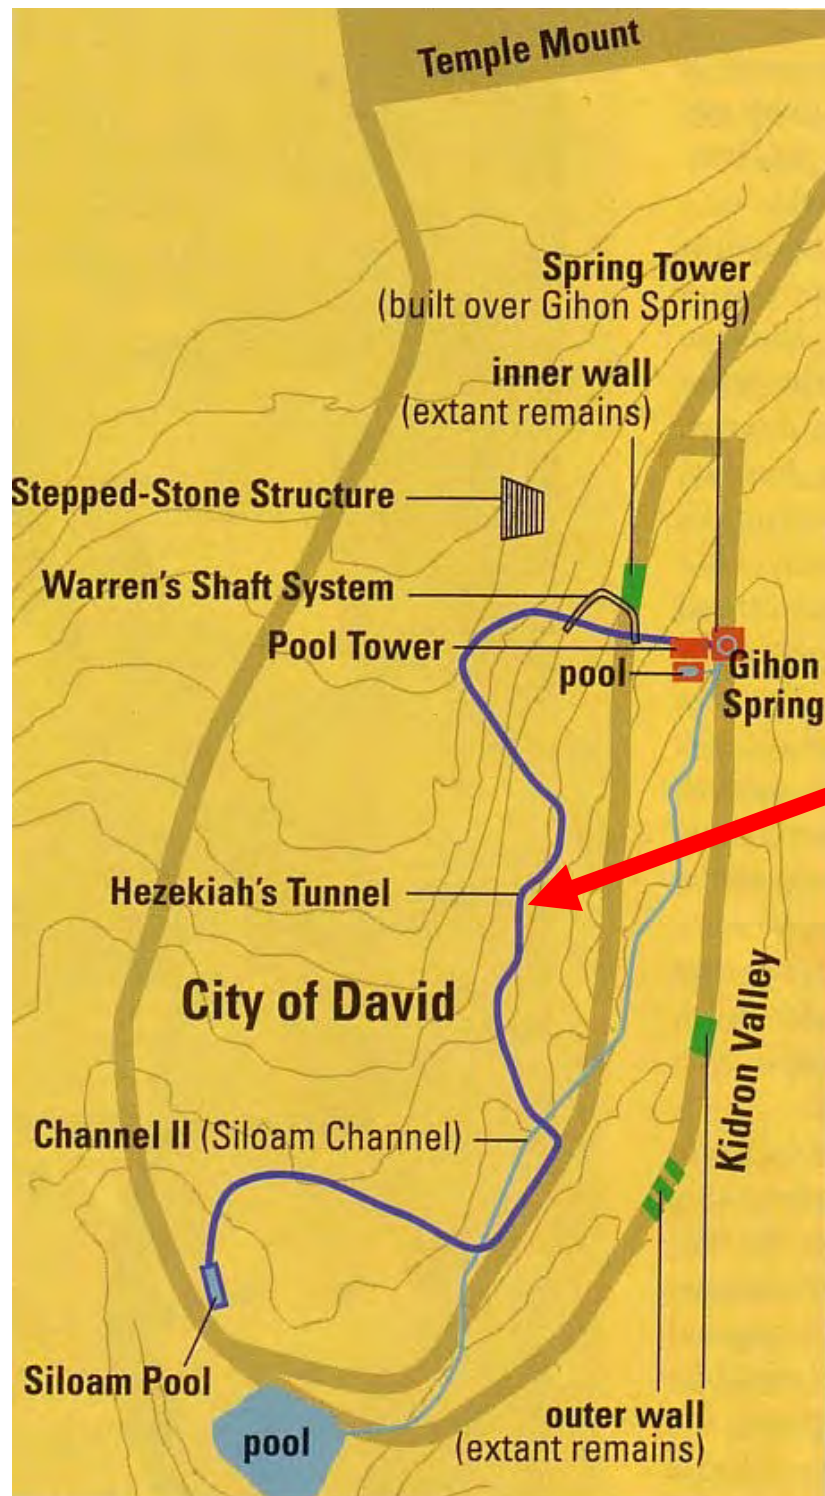 Temple Mount
Spring Tower
(built over Gihon Spring)
inner wall
(extant remains)
Stepped-Stone Structure
Warren's Shaft System
Pool Tower
pool
Gihon
Spring
Hezekiah's Tunnel
City of David
Kidron Valley
Channel II (Siloam Channel)
Siloam Pool
pool
outer wall
(extant remains)